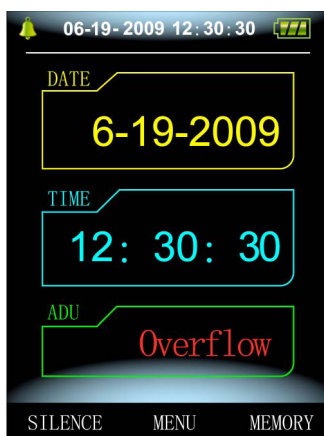 06-19-2009 12:30:30
DATE
6-19-2009
TIME
12: 30: 30
ADU
Overflow
SILENCE MENU MEMORY